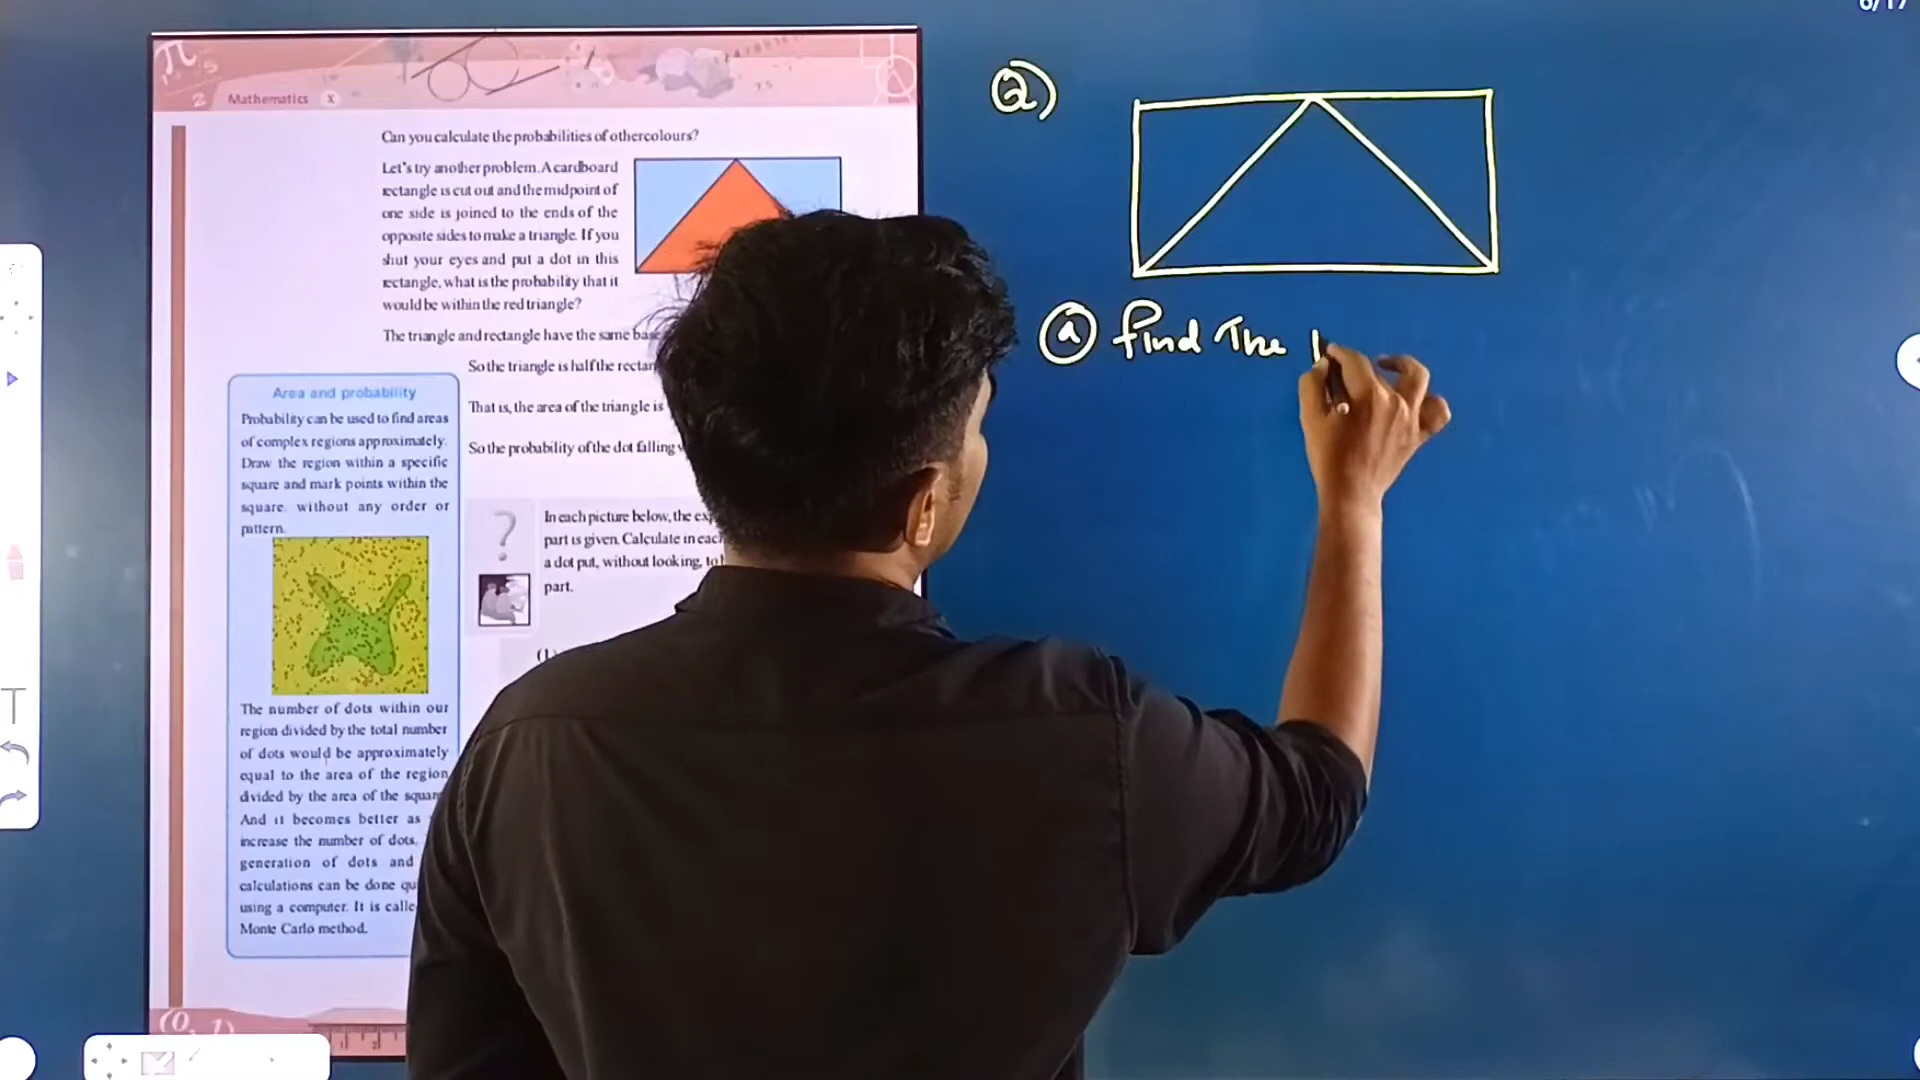 6/17
Mathematics X
Can you calculate the probabilities of other colours?
Let's try another problem. A cardboard
rectangle is cut out and the midpoint of
one side is joined to the ends of the
opposite sides to make a triangle. If you
shut your eyes and put a dot in this
rectangle, what is the probability that it
would be within the red triangle?
The triangle and rectangle have the same
So the triangle is half the
That is, the area of the triangle is
So the probability of the dot falling
Area and probability
Probability can be used to find areas
of complex regions approximately.
Draw the region within a specific
square and mark points within the
square, without any order or
pattern.
The number of dots within our
region divided by the total number
of dots would be approximately
equal to the area of the region
divided by the area of the
And it becomes better as
increase the number of dots.
generation of dots and
calculations can be done
using a computer. It is
Monte Carlo method.
?
In each picture below, the
part is given. Calculate in
a dot put, without looking,
part.
(1
(0, 1)
Q)
(a) find The
T